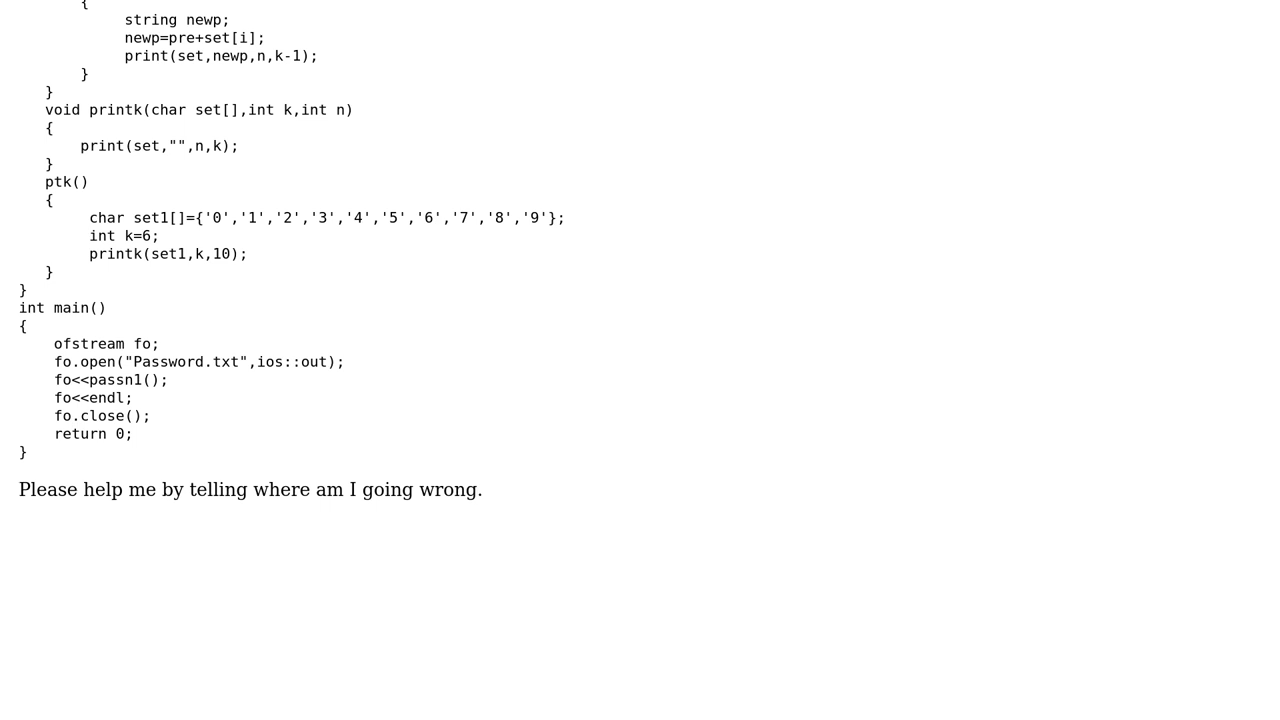 {
string newp;
newp=pre+set[i];
print(set,newp,n,k-1);
}
}
void printk(char set[],int k,int n)
{
print(set,"",n,k);
}
ptk()
{
char set1[]={'0','1','2','3','4','5','6','7','8','9'};
int k=6;
printk(set1,k,10);
}
}
int main()
{
ofstream fo;
fo.open("Password.txt",ios::out);
fo<<passn1();
fo<<endl;
fo.close();
return 0;
}
Please help me by telling where am I going wrong.